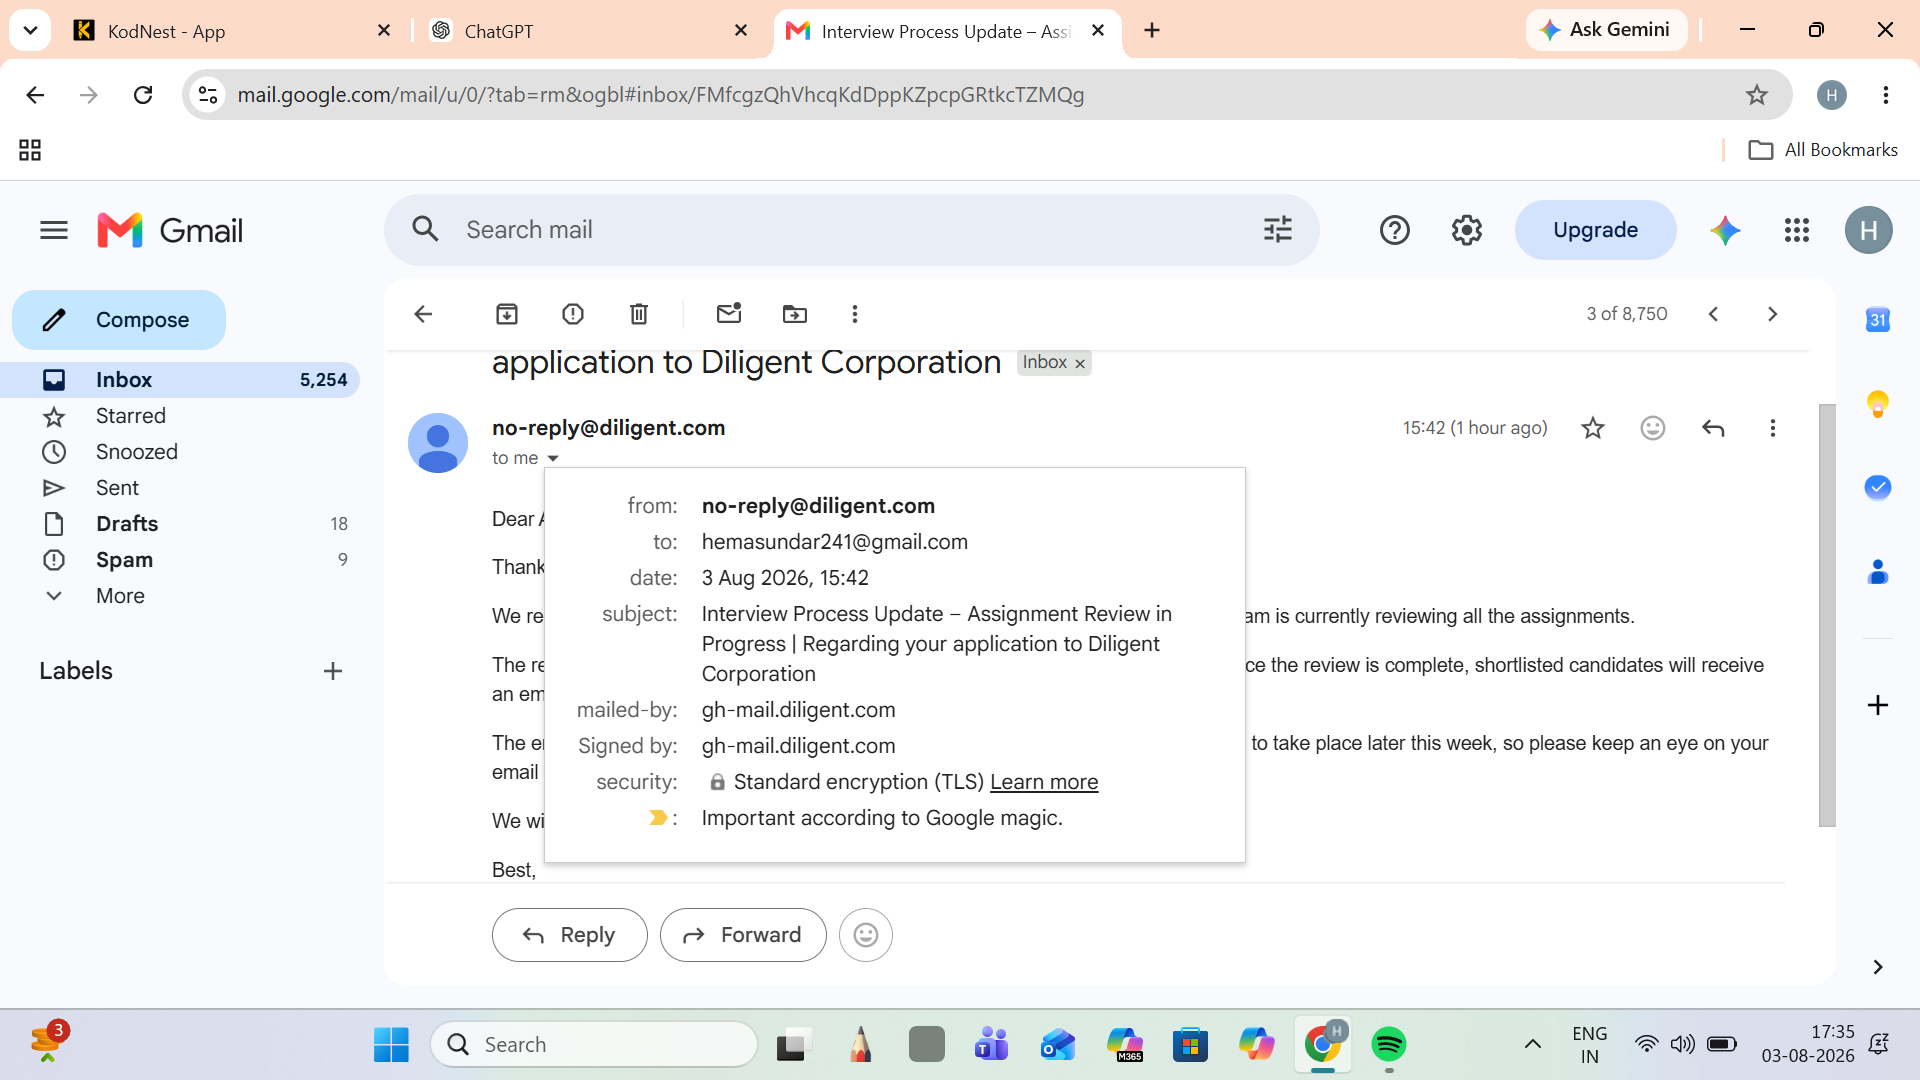 KodNest - App
ChatGPT
Interview Process Update – Assi
Ask Gemini
mail.google.com/mail/u/0/?tab=rm&ogbl#inbox/FMfcgzQhVhcqKdDppKZpcpGRtkcTZMQg
H
All Bookmarks
Gmail
Search mail
Upgrade
H
Compose
3 of 8,750
31
application to Diligent Corporation
Inbox ×
Inbox 5,254
Starred
Snoozed
Sent
Drafts 18
Spam 9
More
Labels
no-reply@diligent.com
15:42 (1 hour ago)
to me
from: no-reply@diligent.com
to: hemasundar241@gmail.com
date: 3 Aug 2026, 15:42
subject: Interview Process Update – Assignment Review in
Progress | Regarding your application to Diligent
Corporation
mailed-by: gh-mail.diligent.com
Signed by: gh-mail.diligent.com
security: Standard encryption (TLS) Learn more
: Important according to Google magic.
Dear
Thank
We re
am is currently reviewing all the assignments.
The re
ce the review is complete, shortlisted candidates will receive
an em
The e
to take place later this week, so please keep an eye on your
email
We wi
Best,
Reply
Forward
3
Search
T
O
M365
H
ENG
IN
17:35
03-08-2026